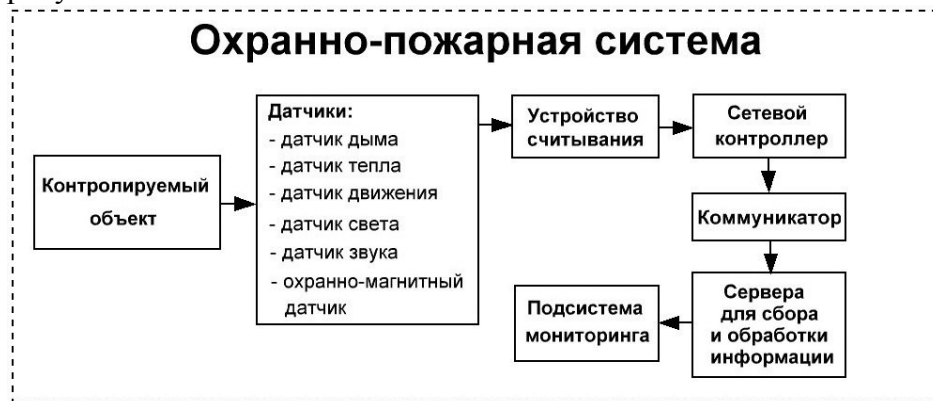 Охранно-пожарная система
Контролируемый
объект
Датчики:
- датчик дыма
- датчик тепла
- датчик движения
- датчик света
- датчик звука
- охранно-магнитный
датчик
Устройство
считывания
Сетевой
контроллер
Коммуникатор
Сервера
для сбора
и обработки
информации
Подсистема
мониторинга